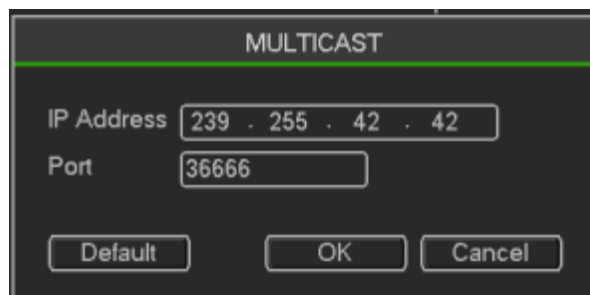 MULTICAST
IP Address 239 . 255 . 42 . 42
Port 36666
Default OK Cancel